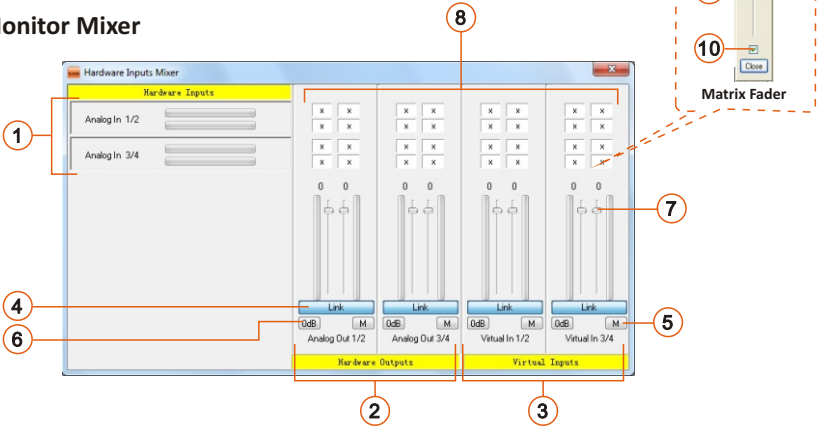 onitor Mixer
8
10
Close
Matrix Fader
Hardware Inputs Mixer
Hardware Inputs
Analog In 1/2
Analog In 3/4
1
x x x x x x x x
x x x x x x x x
x x x x x x x x
x x x x x x x x
0 0 0 0 0 0 0 0
7
4
Link Link Link Link
6
0dB M 0dB M 0dB M 0dB M
5
Analog Out 1/2 Analog Out 3/4 Virtual In 1/2 Virtual In 3/4
Hardware Outputs Virtual Inputs
2
3